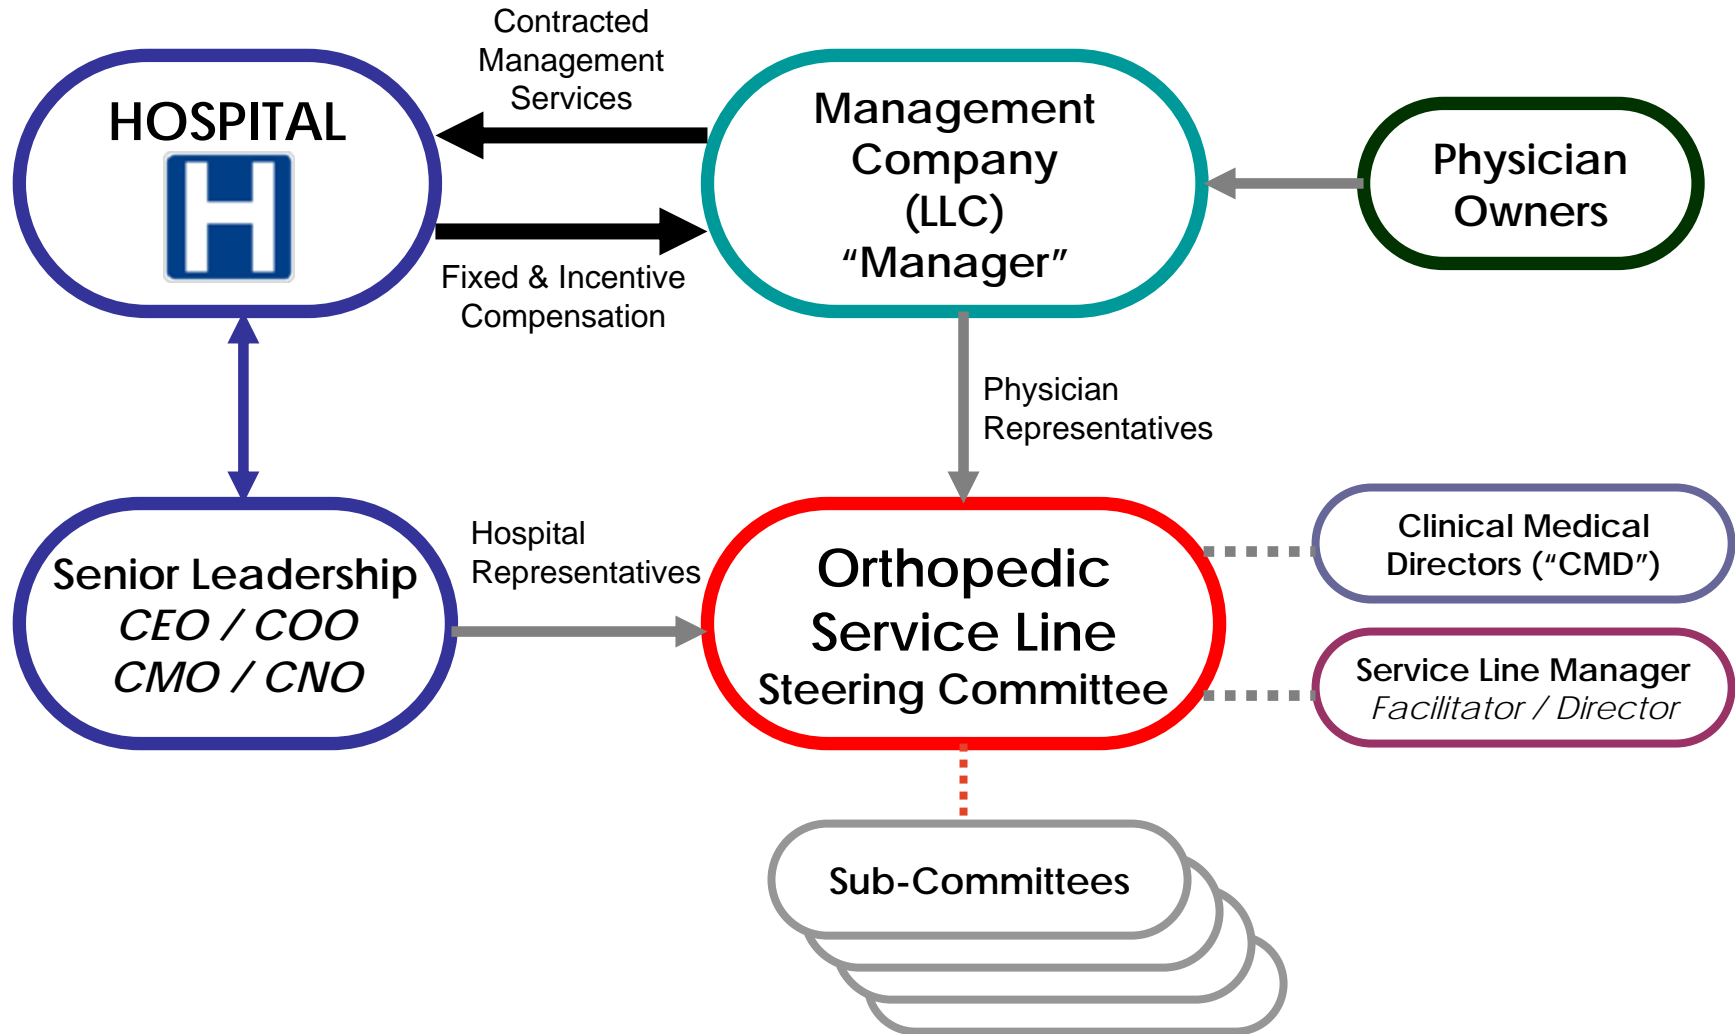 Contracted
Management
Services
HOSPITAL
H
Management
Company
(LLC)
“Manager”
Physician
Owners
Fixed & Incentive
Compensation
Physician
Representatives
Senior Leadership
CEO / COO
CMO / CNO
Hospital
Representatives
Orthopedic
Service Line
Steering Committee
Clinical Medical
Directors (“CMD”)
Service Line Manager
Facilitator / Director
Sub-Committees